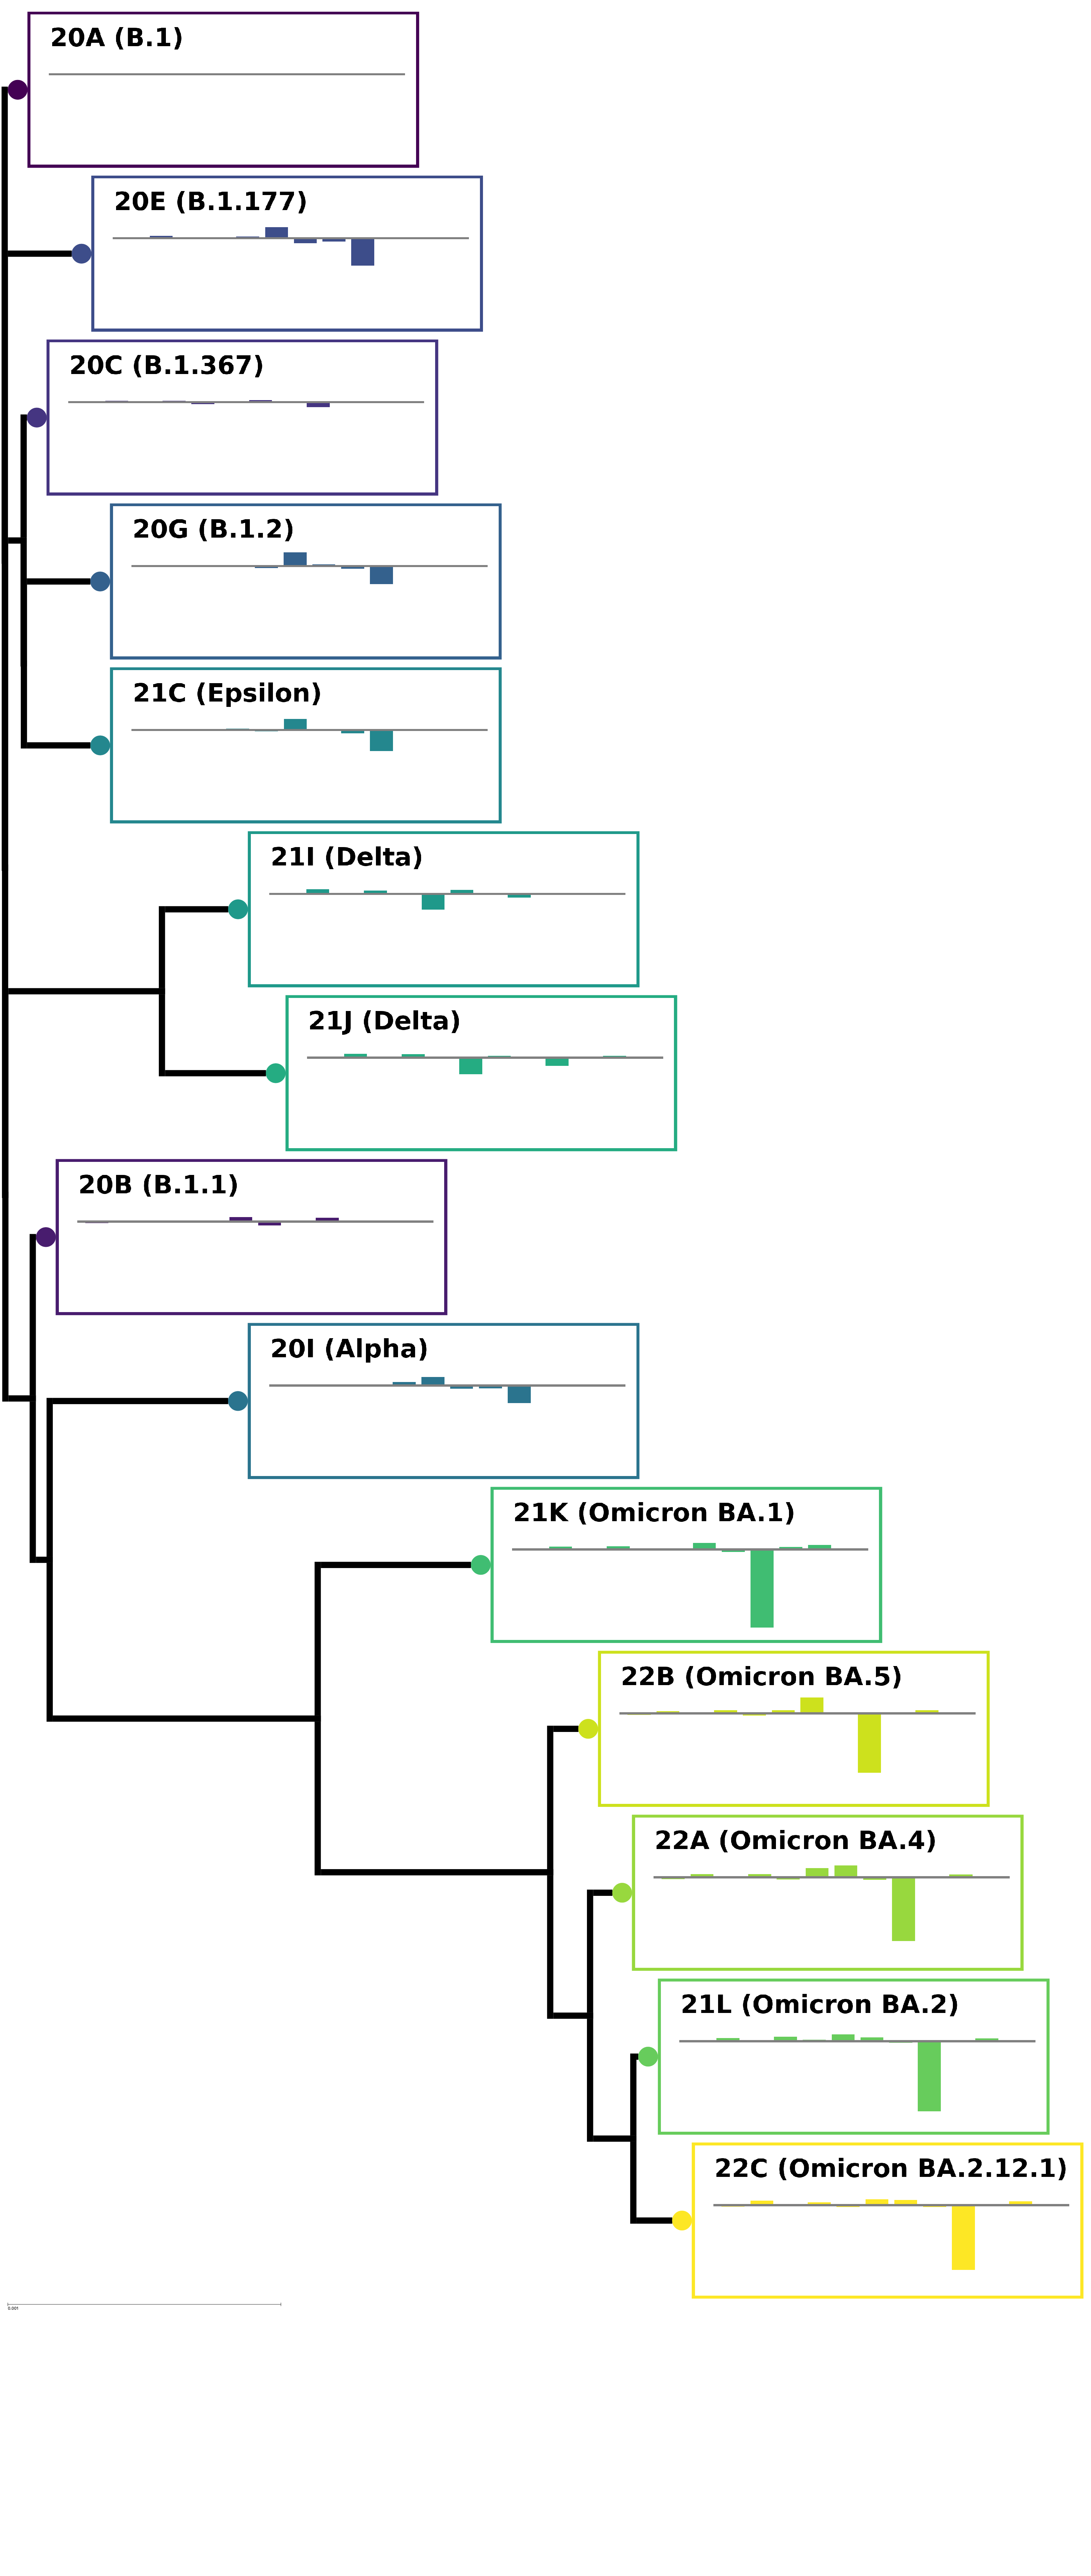 20A (B.1)
20E (B.1.177)
20C (B.1.367)
20G (B.1.2)
21C (Epsilon)
21I (Delta)
21J (Delta)
20B (B.1.1)
20I (Alpha)
21K (Omicron BA.1)
22B (Omicron BA.5)
22A (Omicron BA.4)
21L (Omicron BA.2)
22C (Omicron BA.2.12.1)
0.001